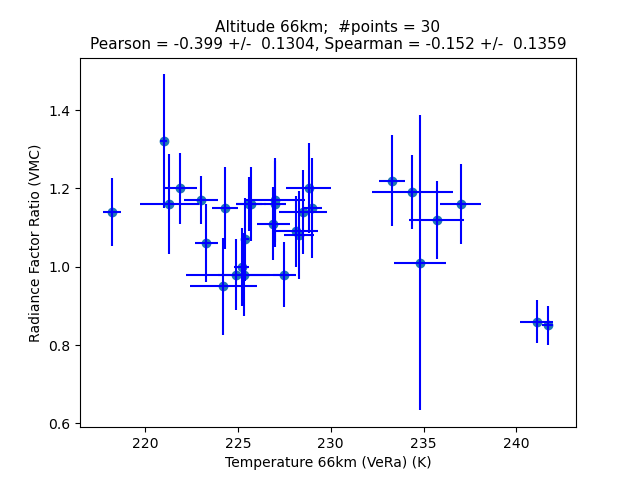 Altitude 66km;  #points = 30
Pearson = -0.399 +/-  0.1304, Spearman = -0.152 +/-  0.1359
1.4
1.2
1.0
0.8
0.6
Radiance Factor Ratio (VMC)
220 225 230 235 240
Temperature 66km (VeRa) (K)